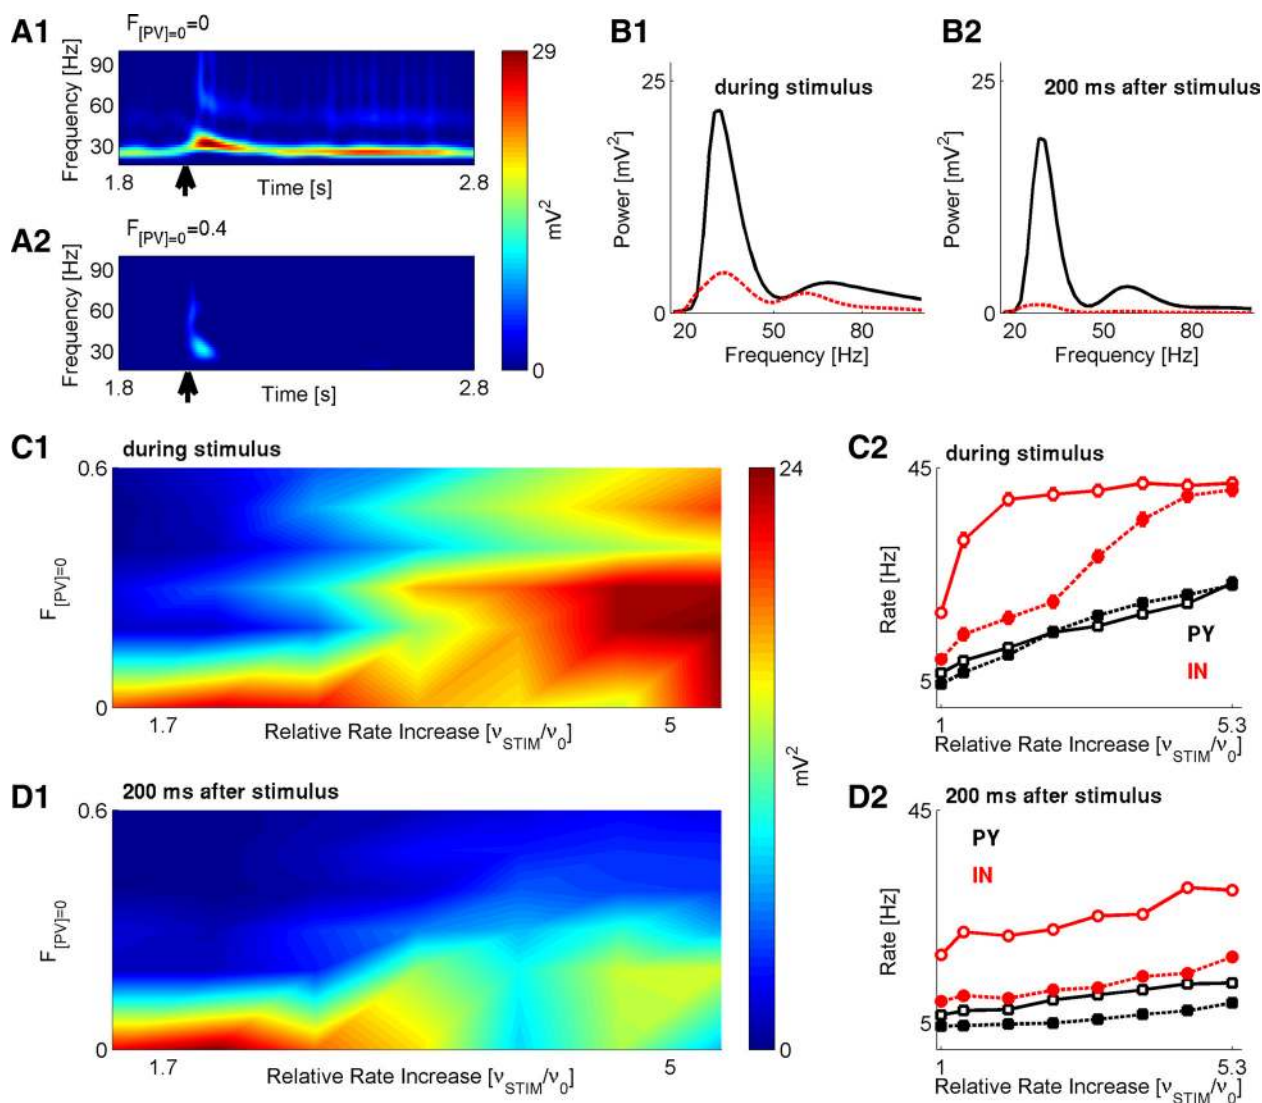 A1
F[PV]=0=0
Frequency [Hz]
90
60
30
1.8
Time [s]
2.8
A2
F[PV]=0=0.4
Frequency [Hz]
90
60
30
1.8
Time [s]
2.8
29
mV2
0
B1
during stimulus
Power [mV2]
25
0
20
50
80
Frequency [Hz]
B2
200 ms after stimulus
Power [mV2]
25
0
20
50
80
Frequency [Hz]
C1
during stimulus
0.6
F[PV]=0
0
1.7
Relative Rate Increase [νSTIM/ν0]
5
24
mV2
0
C2
during stimulus
45
Rate [Hz]
5
PY
IN
1
5.3
Relative Rate Increase [νSTIM/ν0]
D1
200 ms after stimulus
0.6
F[PV]=0
0
1.7
Relative Rate Increase [νSTIM/ν0]
5
D2
200 ms after stimulus
45
PY
IN
Rate [Hz]
5
1
5.3
Relative Rate Increase [νSTIM/ν0]